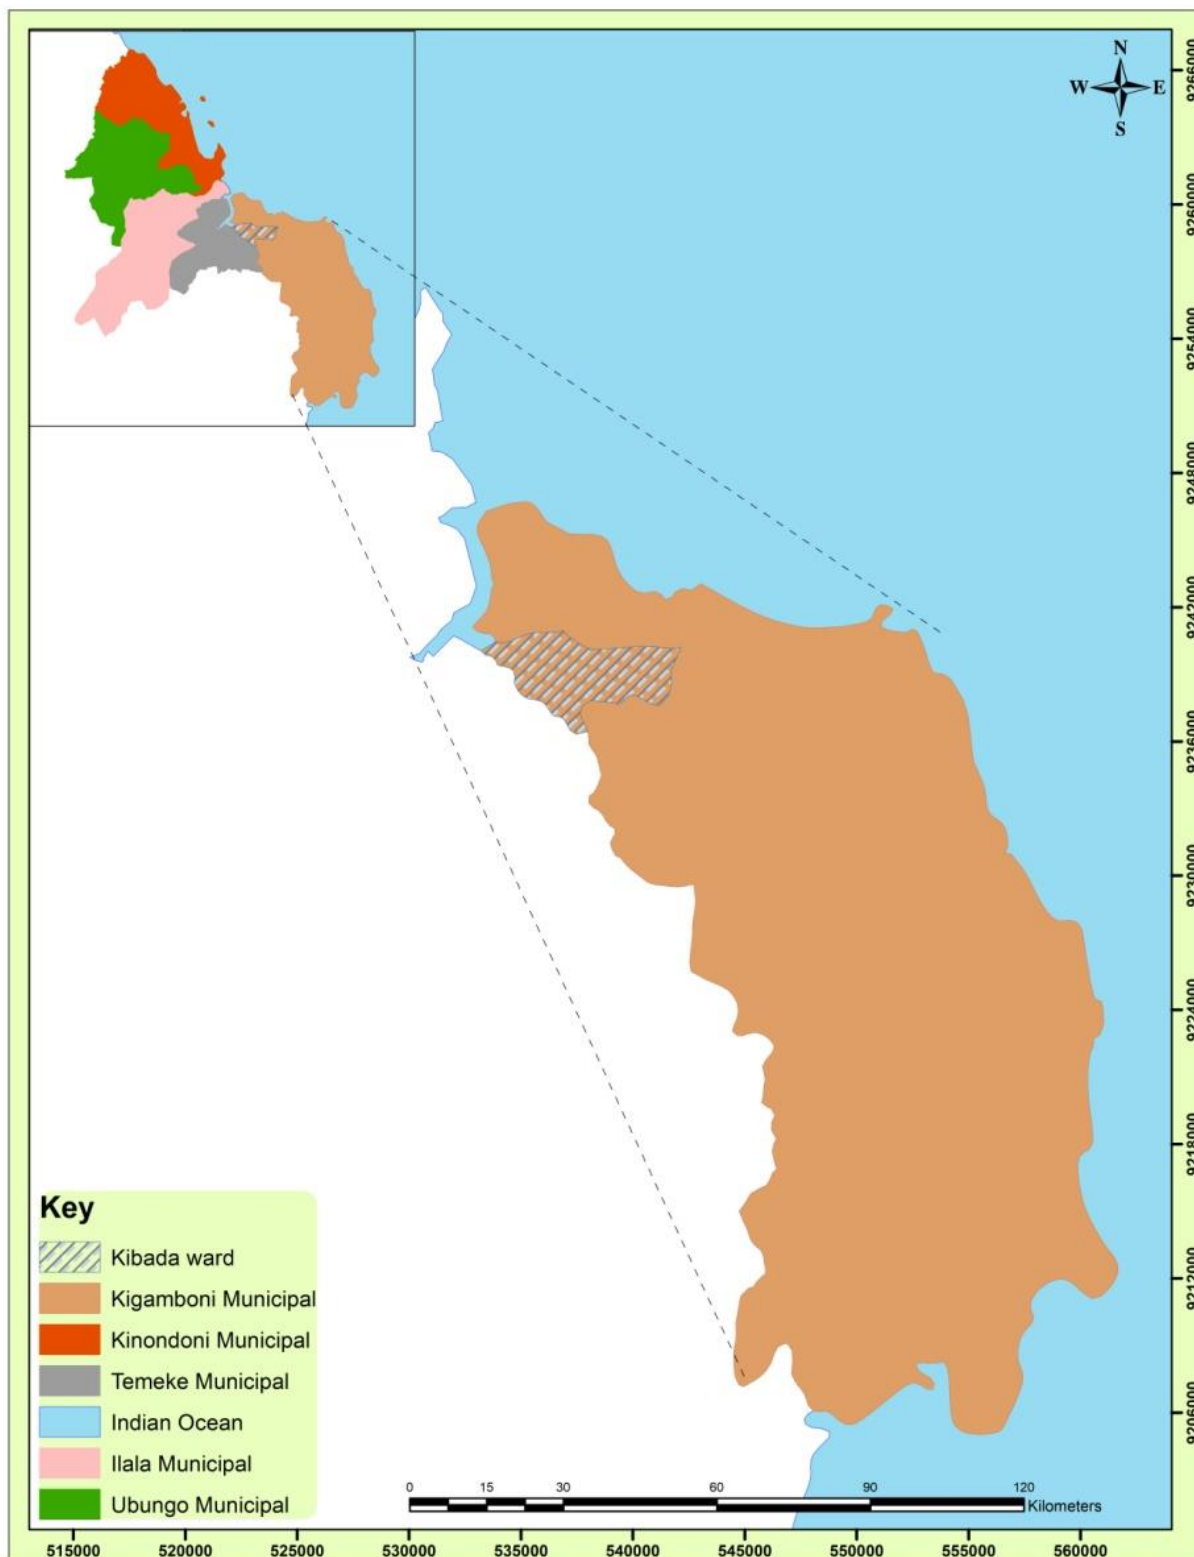 N
W E
S
9266000
9260000
9254000
9248000
9242000
9236000
9230000
9224000
9218000
9212000
9206000
Key
Kibada ward
Kigamboni Municipal
Kinondoni Municipal
Temeke Municipal
Indian Ocean
Ilala Municipal
Ubungo Municipal
0 15 30 60 90 120
Kilometers
515000 520000 525000 530000 535000 540000 545000 550000 555000 560000